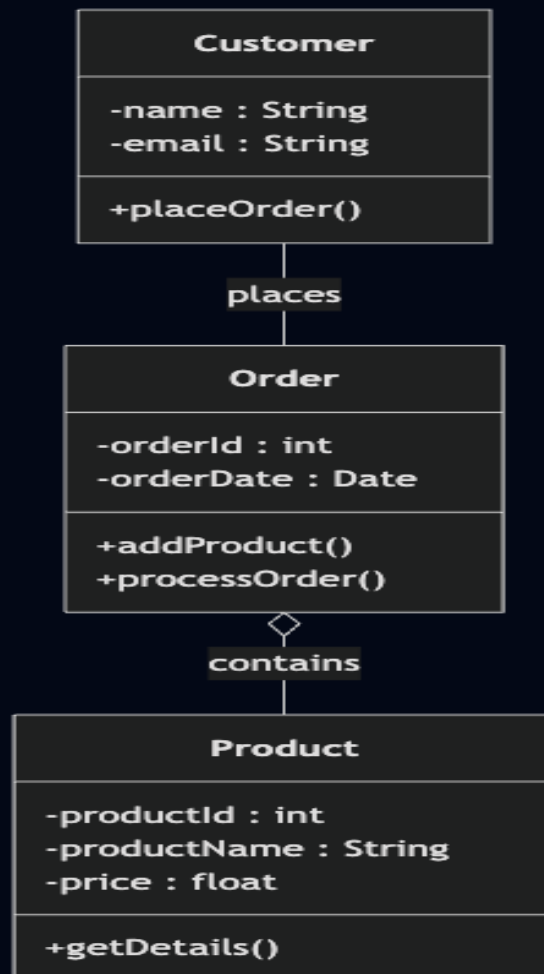 Customer
-name : String
-email : String
+placeOrder()
places
Order
-orderId : int
-orderDate : Date
+addProduct()
+processOrder()
contains
Product
-productId : int
-productName : String
-price : float
+getDetails()